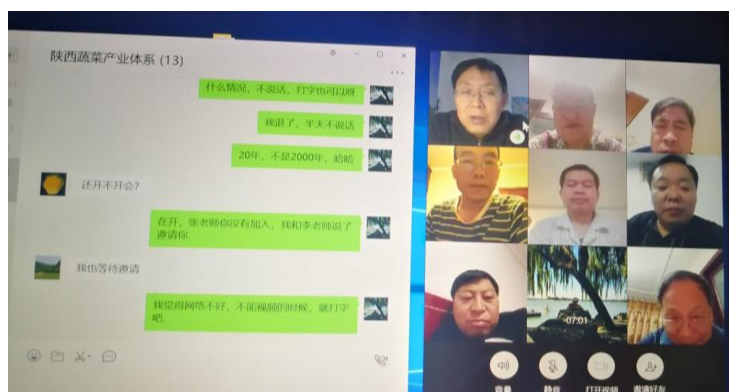 陕西蔬菜产业体系 (13)
什么情况，不说话，打字也可以呀
我退了，半天不说话
20年，不是2000年，哈哈
还开不开会？
在开，张老师你没有加入，我和李老师说了
邀请你
我也等待邀请
我觉得网络不好，不能视频的时候，就打字
吧
07:01
音量
静音
打开视频
邀请好友